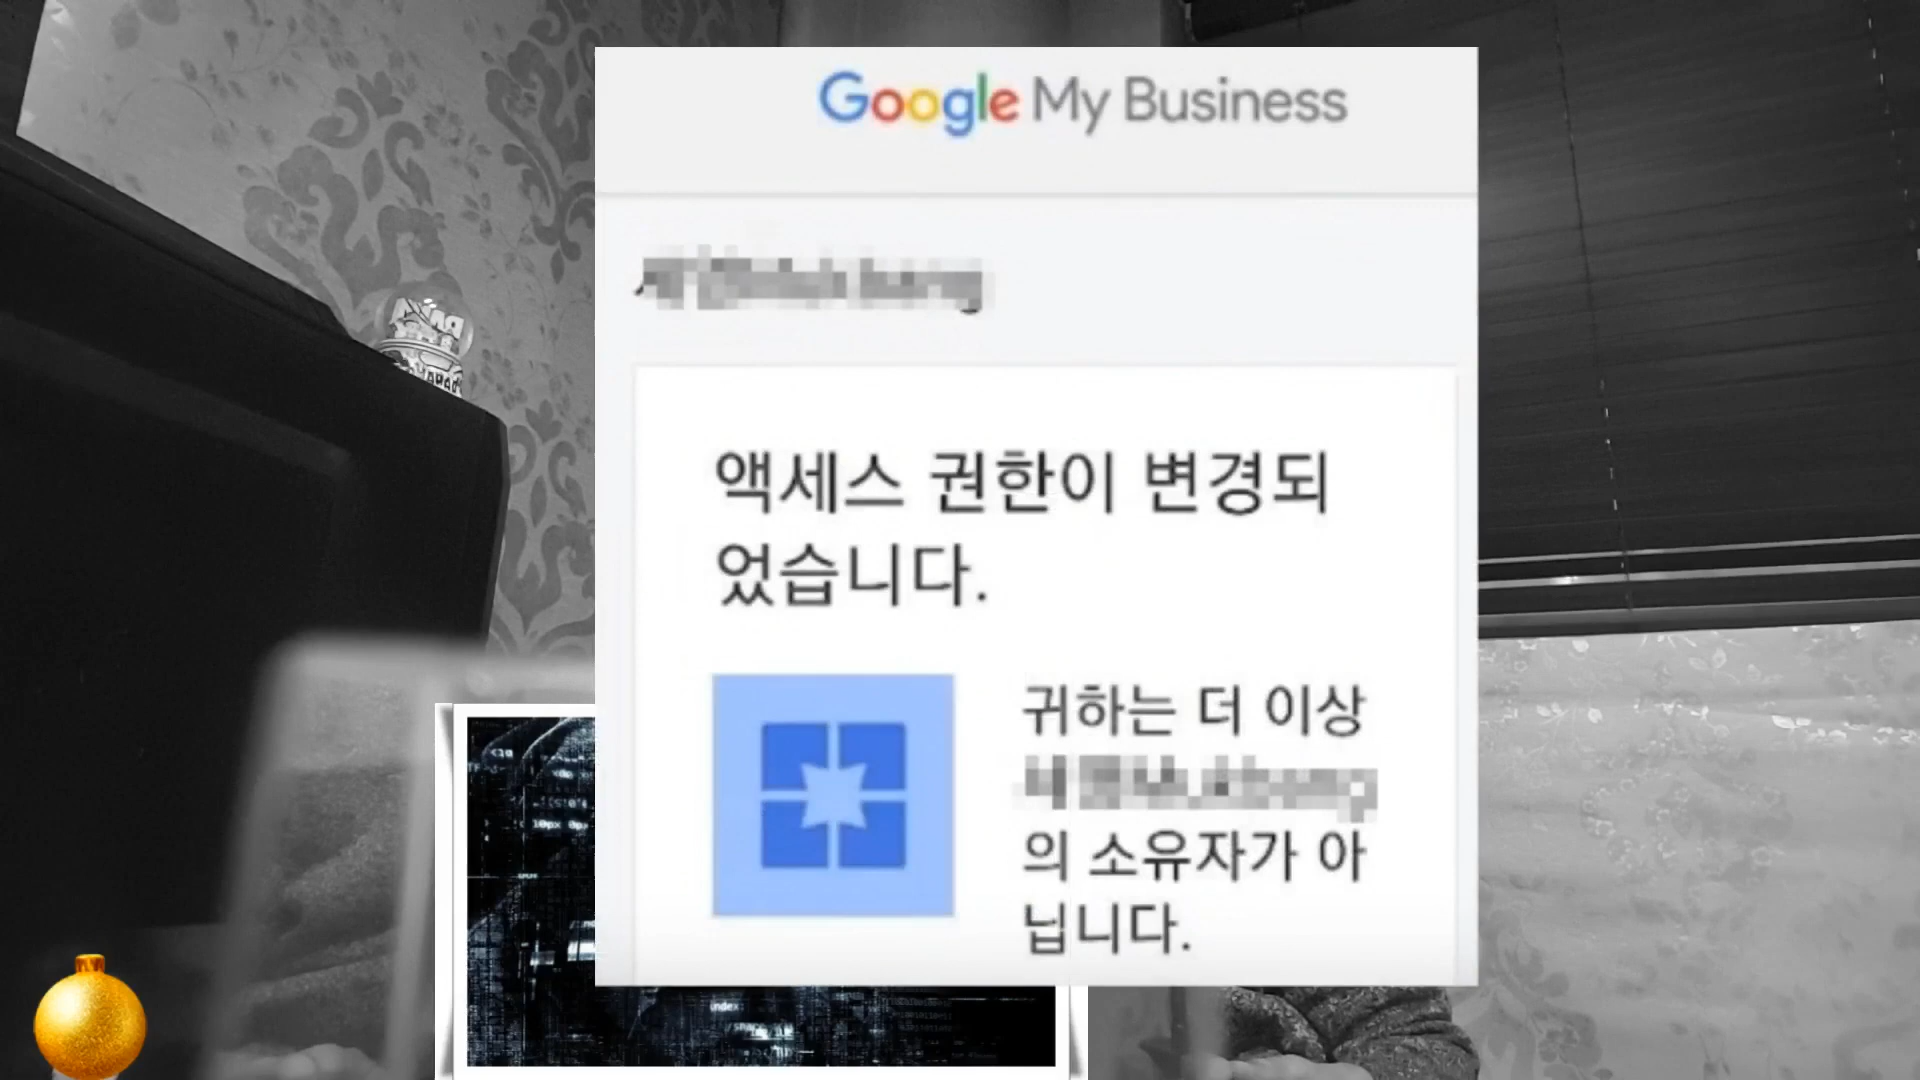 Google My Business
액세스 권한이 변경되
었습니다.
귀하는 더 이상
의 소유자가 아
닙니다.
index